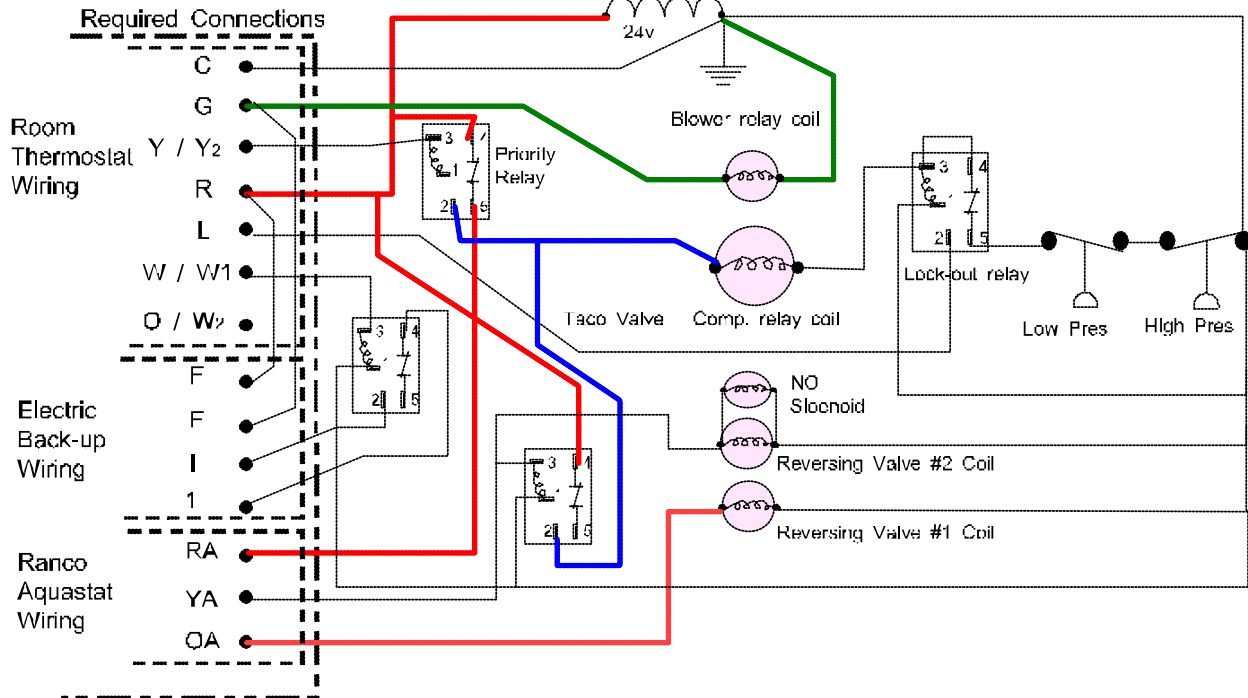 Required Connections
24v
C
G
Room
Thermostat
Wiring
Y / Y2
R
L
W / W1
O / W2
Blower relay coil
3
1
2
5
Priority
Relay
3
4
2
5
Lock-out relay
Low Pres
HIgh Pres
Taco Valve
Comp. relay coil
3
4
2
5
F
F
I
1
Electric
Back-up
Wiring
NO
Sloenoid
Reversing Valve #2 Coil
3
4
2
5
Reversing Valve #1 Coil
RA
YA
OA
Ranco
Aquastat
Wiring